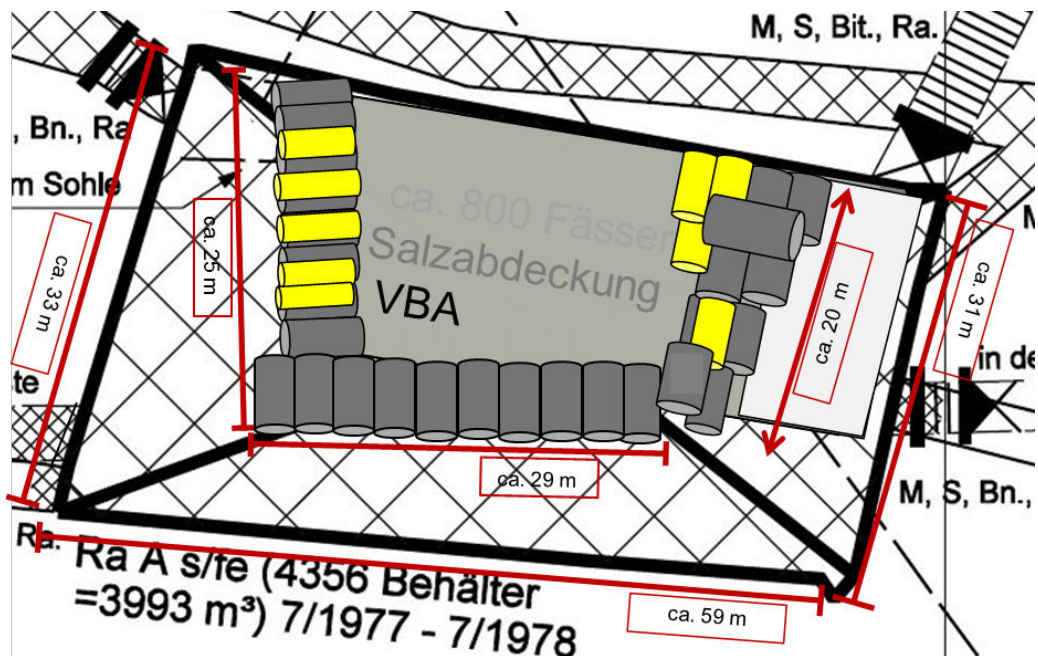 M, S, Bit., Ra.
, Bn., Ra
m Sohle
ca. 33 m
ca. 25 m
ca. 800 Fässer
Salzabdeckung
VBA
ca. 20 m
ca. 31 m
M
in de
ste
ca. 29 m
M, S, Bn.,
Ra.
Ra A s/fe (4356 Behälter
=3993 m³) 7/1977 - 7/1978
ca. 59 m